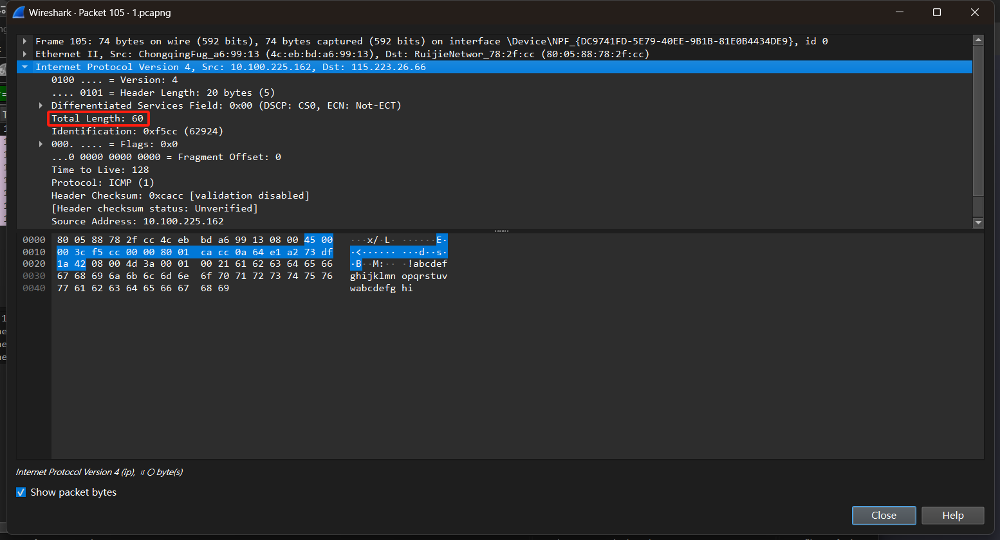 Wireshark · Packet 105 · 1.pcapng
Frame 105: 74 bytes on wire (592 bits), 74 bytes captured (592 bits) on interface \Device\NPF_{DC9741FD-5E79-40EE-9B1B-81E0B4434DE9}, id 0
Ethernet II, Src: ChongqingFug_a6:99:13 (4c:eb:bd:a6:99:13), Dst: RuijieNetwor_78:2f:cc (80:05:88:78:2f:cc)
Internet Protocol Version 4, Src: 10.100.225.162, Dst: 115.223.26.66
0100 .... = Version: 4
.... 0101 = Header Length: 20 bytes (5)
Differentiated Services Field: 0x00 (DSCP: CS0, ECN: Not-ECT)
Total Length: 60
Identification: 0xf5cc (62924)
000. .... = Flags: 0x0
...0 0000 0000 0000 = Fragment Offset: 0
Time to Live: 128
Protocol: ICMP (1)
Header Checksum: 0xcacc [validation disabled]
[Header checksum status: Unverified]
Source Address: 10.100.225.162
0000 80 05 88 78 2f cc 4c eb bd a6 99 13 08 00 45 00 ···x/·L· ······E·
0010 00 3c f5 cc 00 00 80 01 ca cc 0a 64 e1 a2 73 df ·<······ ···d··s·
0020 1a 42 08 00 4d 3a 00 01 00 21 61 62 63 64 65 66 ·B··M:·· ·!abcdef
0030 67 68 69 6a 6b 6c 6d 6e 6f 70 71 72 73 74 75 76 ghijklmn opqrstuv
0040 77 61 62 63 64 65 66 67 68 69 wabcdefg hi
Internet Protocol Version 4 (ip), byte(s)
Show packet bytes
Close
Help